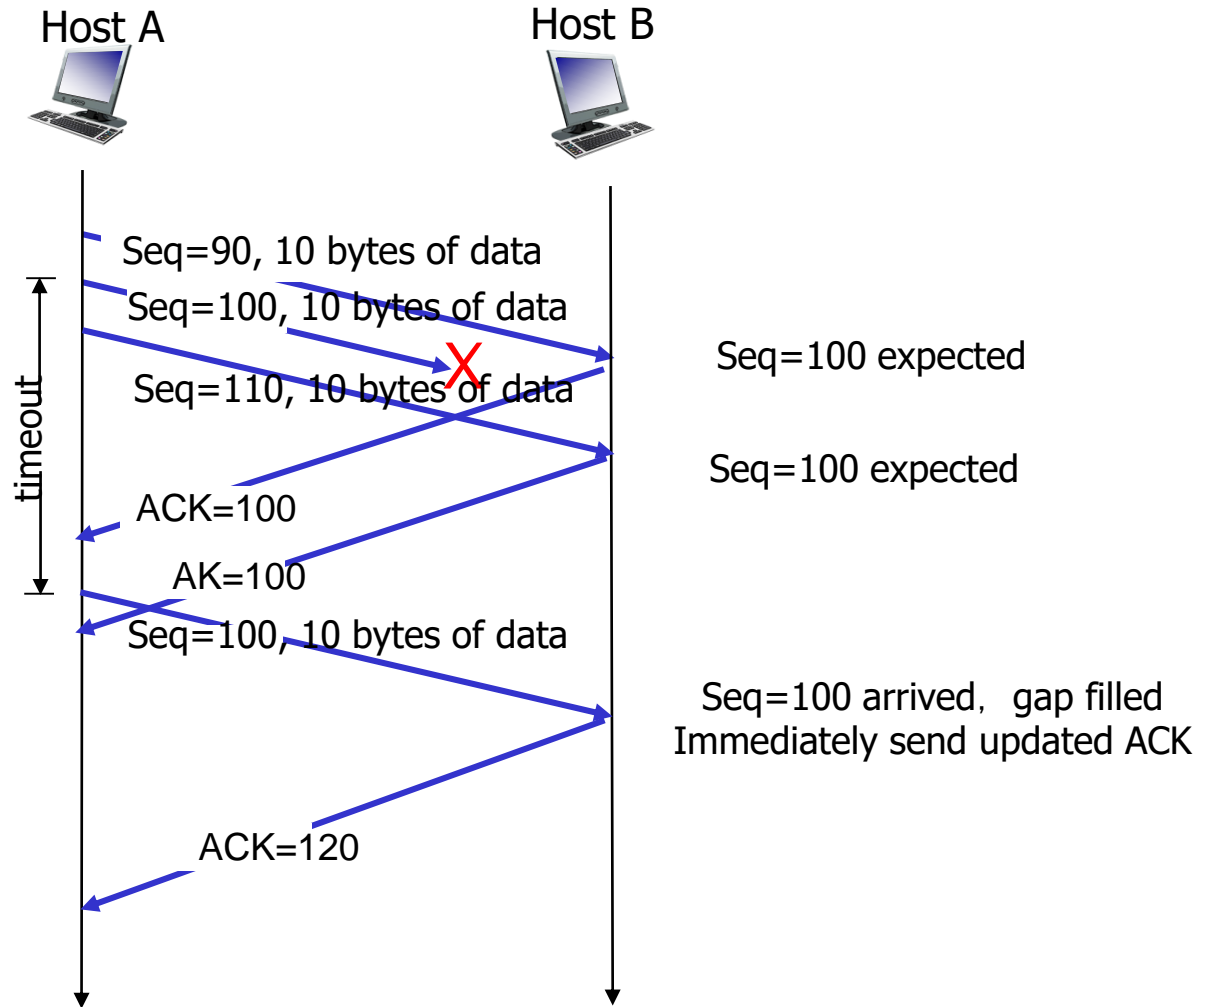 Host A
Host B
Seq=90, 10 bytes of data
Seq=100, 10 bytes of data
Seq=100 expected
timeout
Seq=110, 10 bytes of data
X
Seq=100 expected
ACK=100
AK=100
Seq=100, 10 bytes of data
Seq=100 arrived, gap filled
Immediately send updated ACK
ACK=120